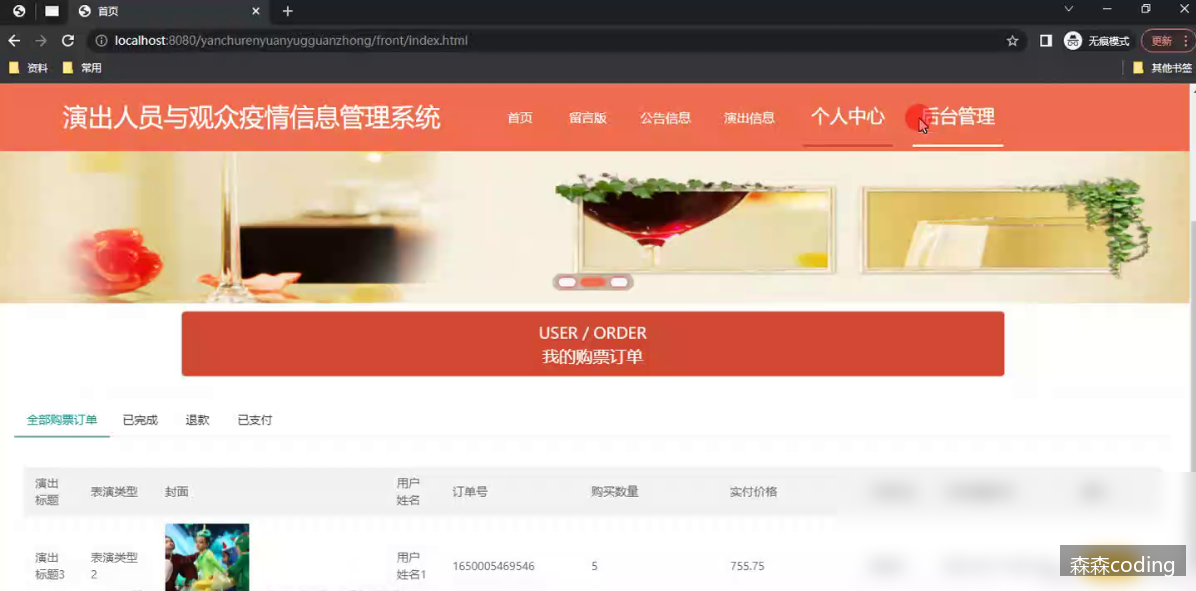 首页
localhost:8080/yanchurenyuanyugguanzhong/front/index.html
无痕模式
更新
资料
常用
其他书签
演出人员与观众疫情信息管理系统
首页
留言版
公告信息
演出信息
个人中心
后台管理
USER / ORDER
我的购票订单
全部购票订单
已完成
退款
已支付
演出
标题
表演类型
封面
用户
姓名
订单号
购买数量
实付价格
演出
标题3
表演类型
2
用户
姓名1
1650005469546
5
755.75
森森coding